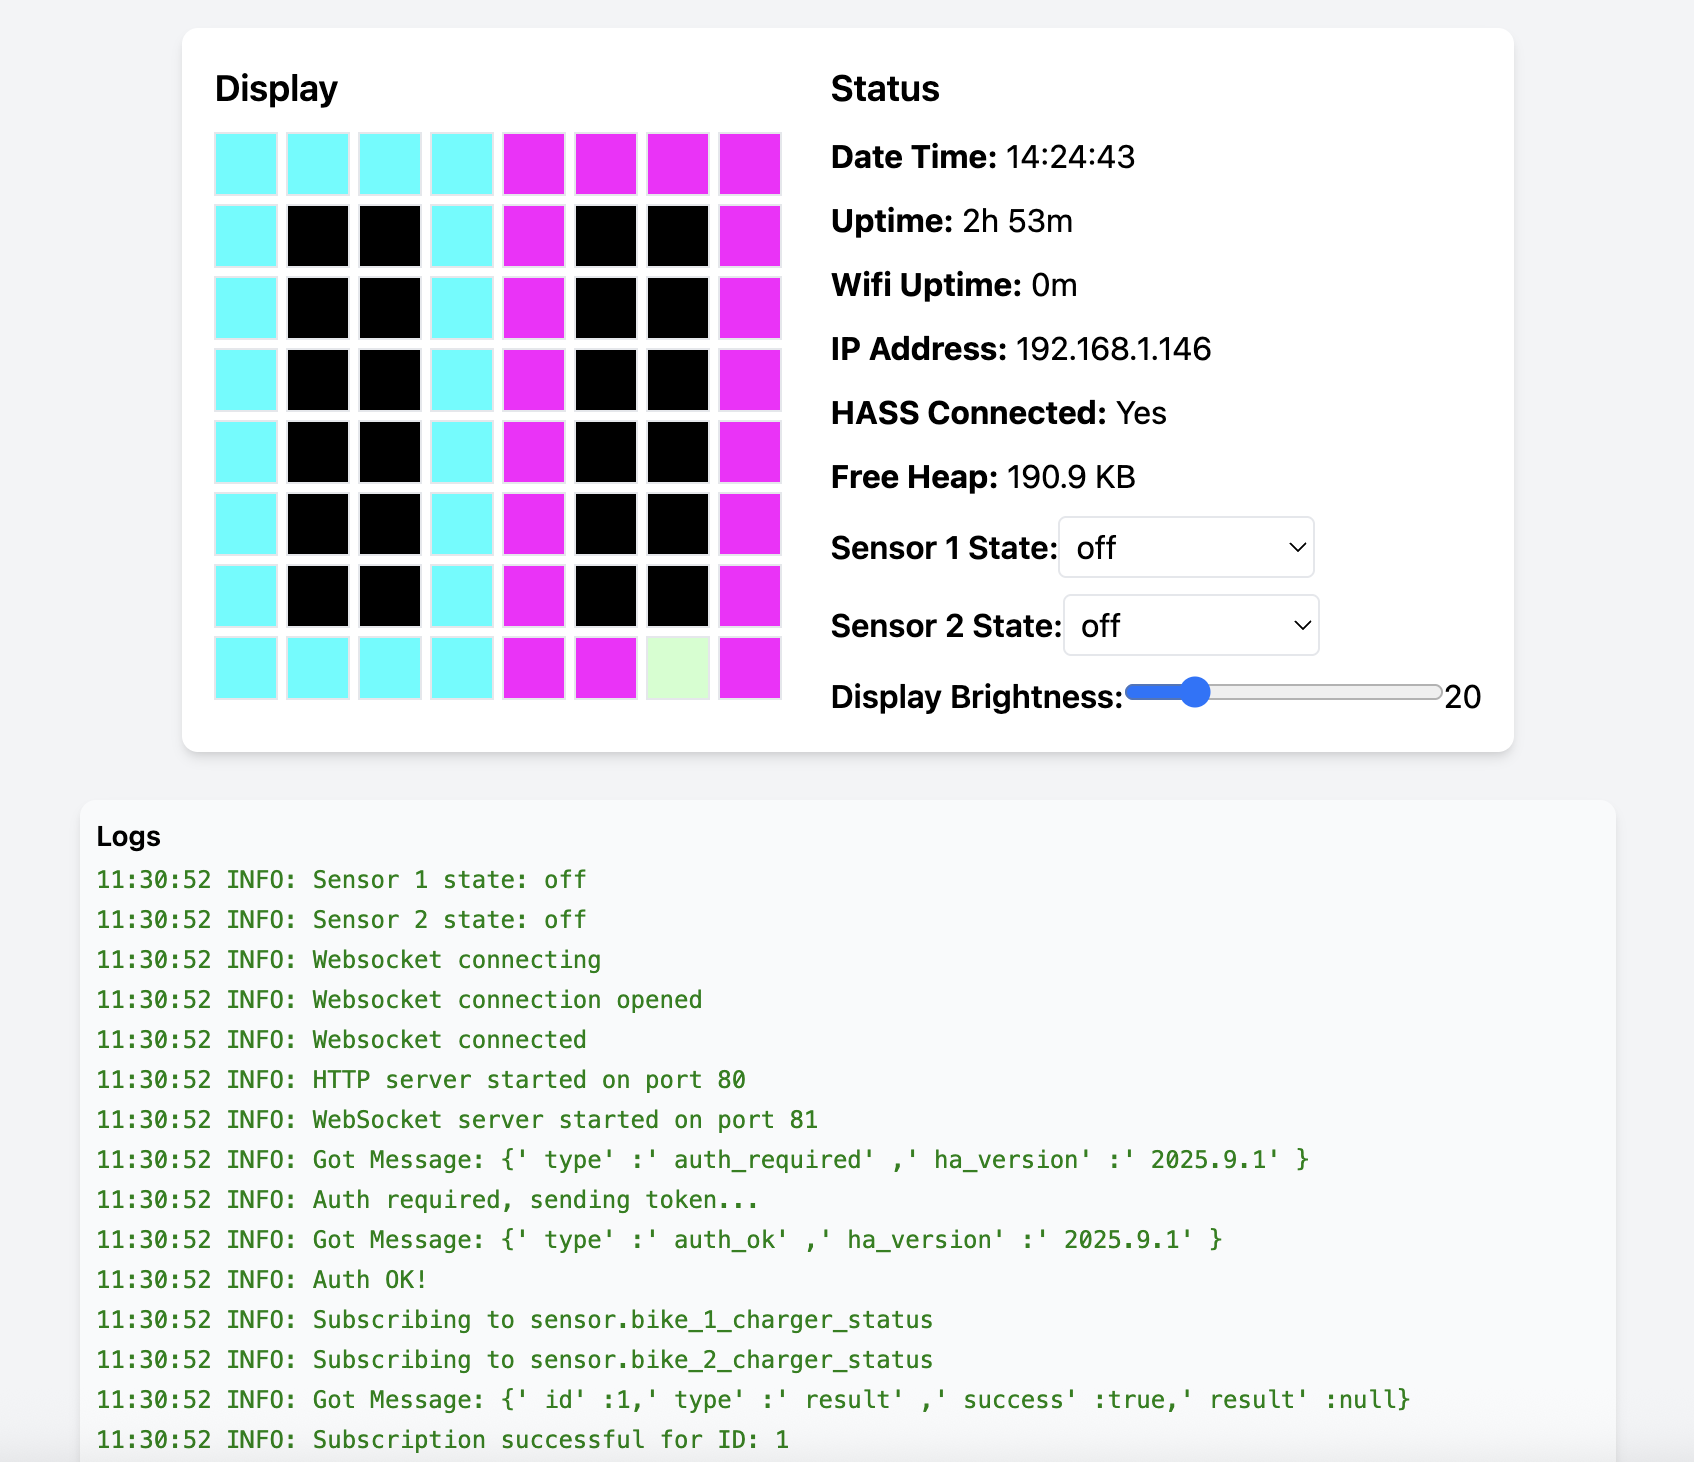 Display
Status
Date Time: 14:24:43
Uptime: 2h 53m
Wifi Uptime: 0m
IP Address: 192.168.1.146
HASS Connected: Yes
Free Heap: 190.9 KB
Sensor 1 State: off
Sensor 2 State: off
Display Brightness: 20
Logs
11:30:52 INFO: Sensor 1 state: off
11:30:52 INFO: Sensor 2 state: off
11:30:52 INFO: Websocket connecting
11:30:52 INFO: Websocket connection opened
11:30:52 INFO: Websocket connected
11:30:52 INFO: HTTP server started on port 80
11:30:52 INFO: WebSocket server started on port 81
11:30:52 INFO: Got Message: {' type' :' auth_required' ,' ha_version' :' 2025.9.1' }
11:30:52 INFO: Auth required, sending token...
11:30:52 INFO: Got Message: {' type' :' auth_ok' ,' ha_version' :' 2025.9.1' }
11:30:52 INFO: Auth OK!
11:30:52 INFO: Subscribing to sensor.bike_1_charger_status
11:30:52 INFO: Subscribing to sensor.bike_2_charger_status
11:30:52 INFO: Got Message: {' id' :1,' type' :' result' ,' success' :true,' result' :null}
11:30:52 INFO: Subscription successful for ID: 1